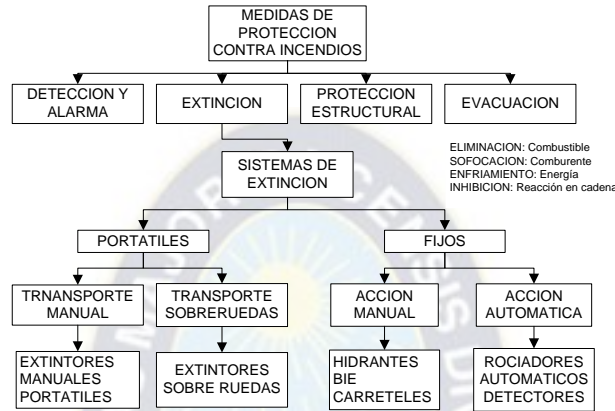 MEDIDAS DE
PROTECCION
CONTRA INCENDIOS
DETECCION Y
ALARMA
EXTINCION
PROTECCION
ESTRUCTURAL
EVACUACION
ELIMINACION: Combustible
SOFOCACION: Comburente
ENFRIAMIENTO: Energía
INHIBICION: Reacción en cadena
SISTEMAS DE
EXTINCION
PORTATILES
FIJOS
TRNANSPORTE
MANUAL
TRANSPORTE
SOBRERUEDAS
ACCION
MANUAL
ACCION
AUTOMATICA
EXTINTORES
MANUALES
PORTATILES
EXTINTORES
SOBRE RUEDAS
HIDRANTES
BIE
CARRETELES
ROCIADORES
AUTOMATICOS
DETECTORES